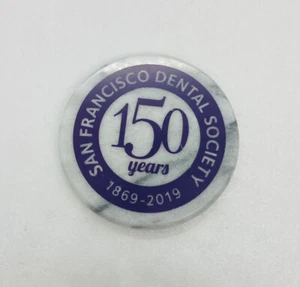 SAN FRANCISCO DENTAL SOCIETY
150
years
1869-2019